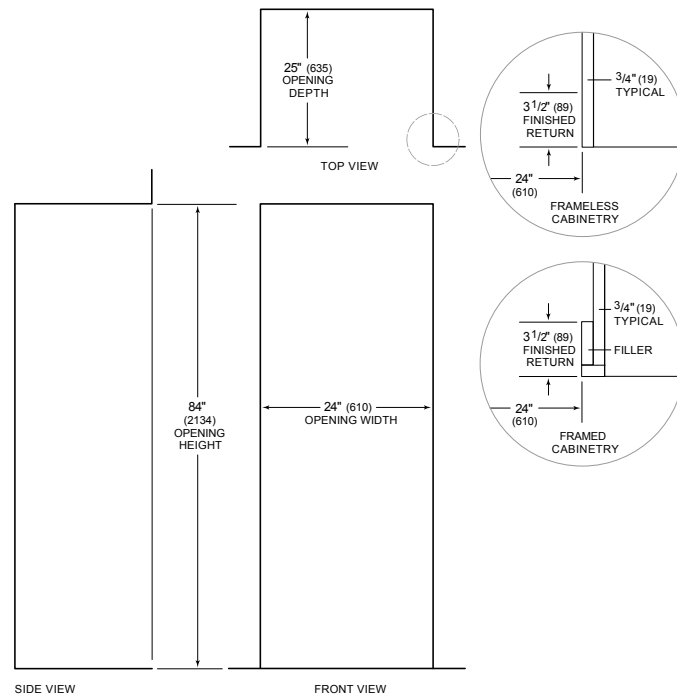 25" (635)
OPENING
DEPTH
TOP VIEW
3/4" (19)
TYPICAL
3 1/2" (89)
FINISHED
RETURN
24"
(610)
FRAMELESS
CABINETRY
3/4" (19)
TYPICAL
3 1/2" (89)
FINISHED
RETURN
FILLER
24"
(610)
FRAMED
CABINETRY
84"
(2134)
OPENING
HEIGHT
24" (610)
OPENING WIDTH
SIDE VIEW
FRONT VIEW